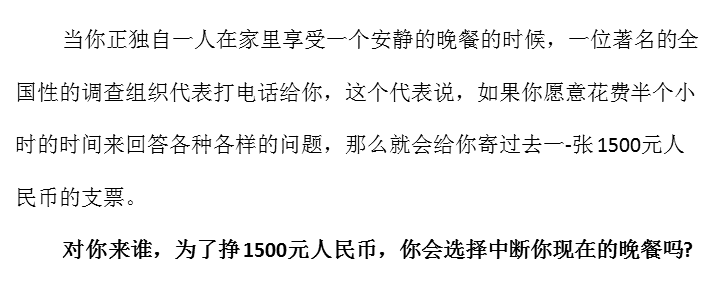 当你正独自一人在家里享受一个安静的晚餐的时候，一位著名的全
国性的调查组织代表打电话给你，这个代表说，如果你愿意花费半个小
时的时间来回答各种各样的问题，那么就会给你寄过去一-张 1500元人
民币的支票。
对你来谁，为了挣1500元人民币，你会选择中断你现在的晚餐吗?